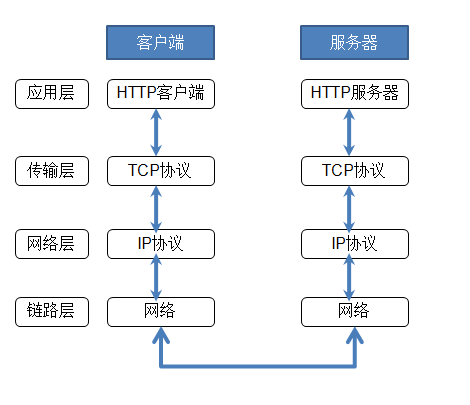 客户端 服务器
应用层 HTTP客户端 HTTP服务器
传输层 TCP协议 TCP协议
网络层 IP协议 IP协议
链路层 网络 网络